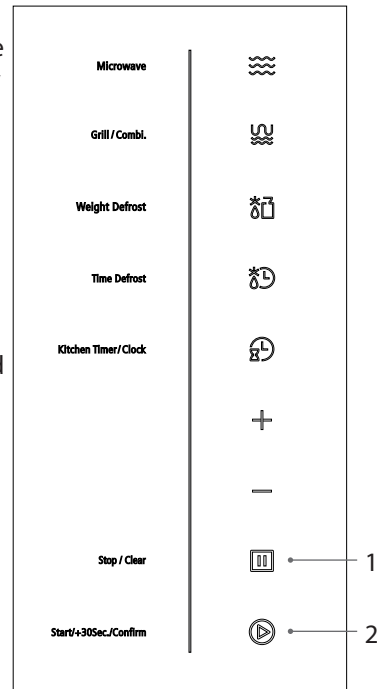 e
Microwave
Grill / Combi.
Weight Defrost
Time Defrost
d
Kitchen Timer/Clock
Stop / Clear
1
Start/+30Sec./Confirm
2